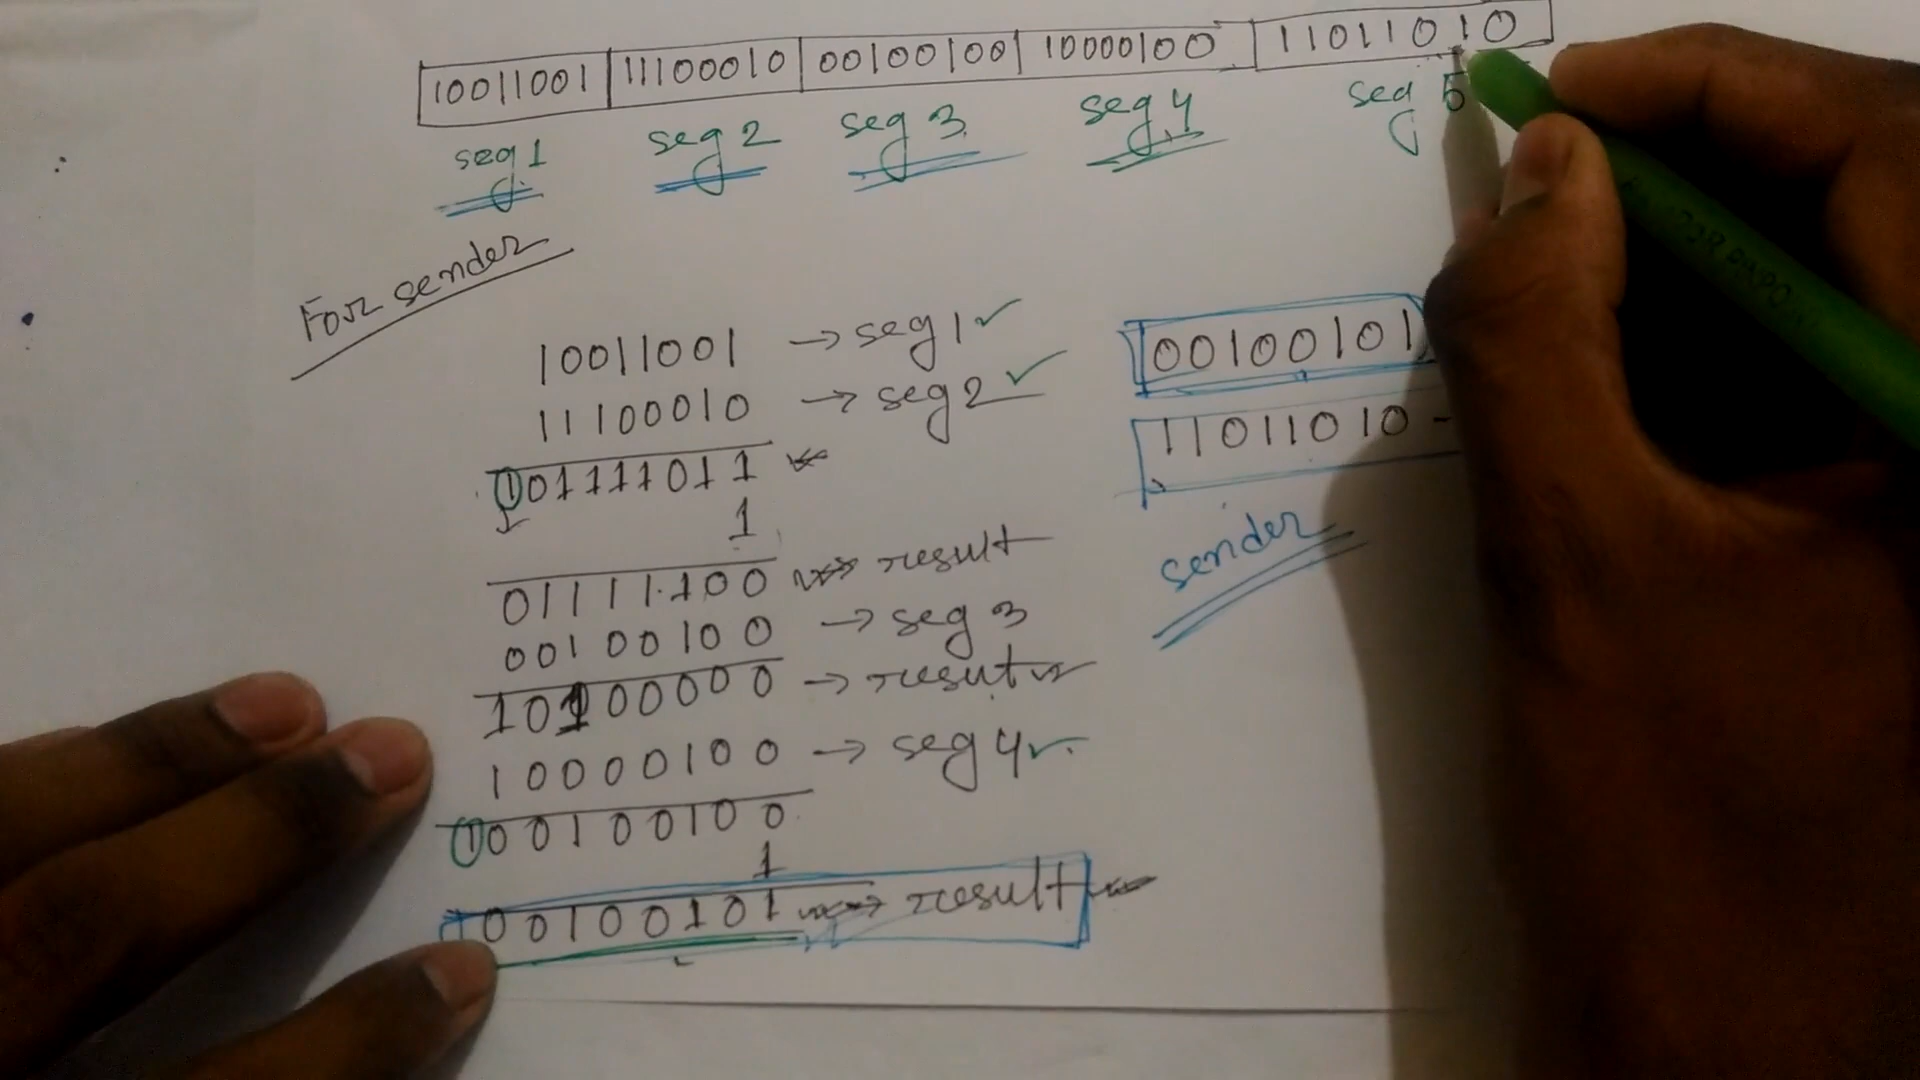 10011001 11100010 00100100 10000100 11011010
seg 1 seg 2 seg 3 seg 4 seg 5
For sender
10011001 → seg 1 ✓
11100010 → seg 2 ✓
101111011
1
01111100 → result
00100100 → seg 3
10100000 → resut
10000100 → seg 4
100100100
1
00100101 → result
00100101
11011010 -
sender